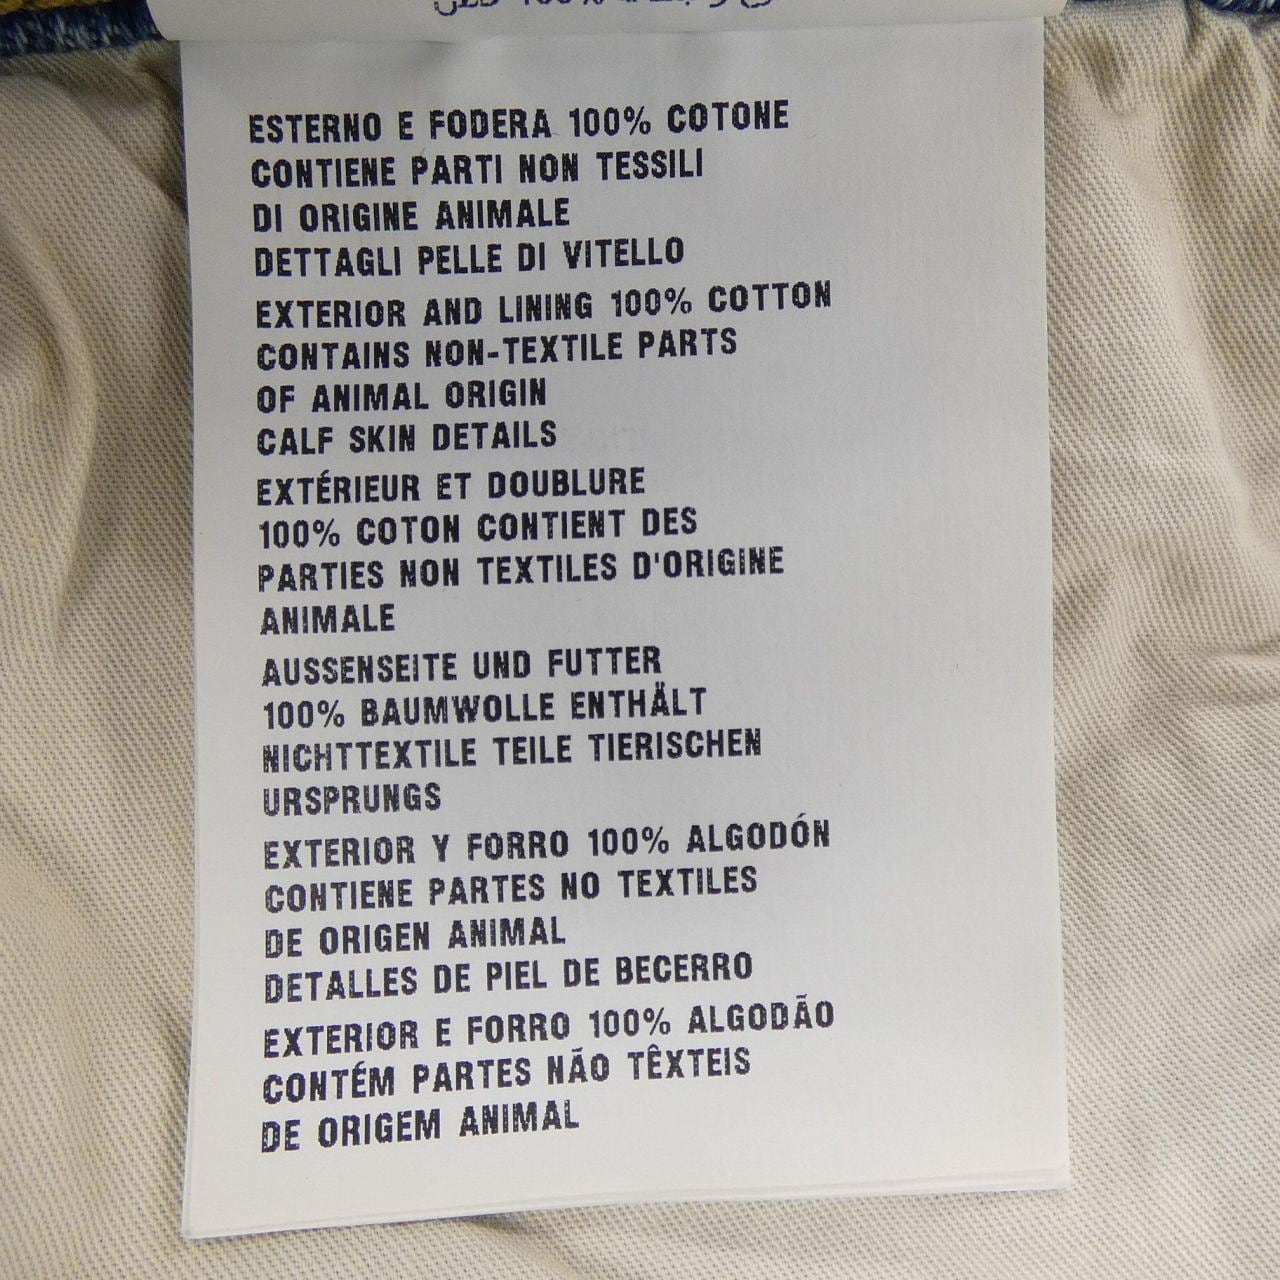 ESTERNO E FODERA 100% COTONE
CONTIENE PARTI NON TESSILI
DI ORIGINE ANIMALE
DETTAGLI PELLE DI VITELLO
EXTERIOR AND LINING 100% COTTON
CONTAINS NON-TEXTILE PARTS
OF ANIMAL ORIGIN
CALF SKIN DETAILS
EXTÉRIEUR ET DOUBLURE
100% COTON CONTIENT DES
PARTIES NON TEXTILES D'ORIGINE
ANIMALE
AUSSENSEITE UND FUTTER
100% BAUMWOLLE ENTHÄLT
NICHTTEXTILE TEILE TIERISCHEN
URSPRUNGS
EXTERIOR Y FORRO 100% ALGODÓN
CONTIENE PARTES NO TEXTILES
DE ORIGEN ANIMAL
DETALLES DE PIEL DE BECERRO
EXTERIOR E FORRO 100% ALGODÃO
CONTÉM PARTES NÃO TÊXTEIS
DE ORIGEM ANIMAL